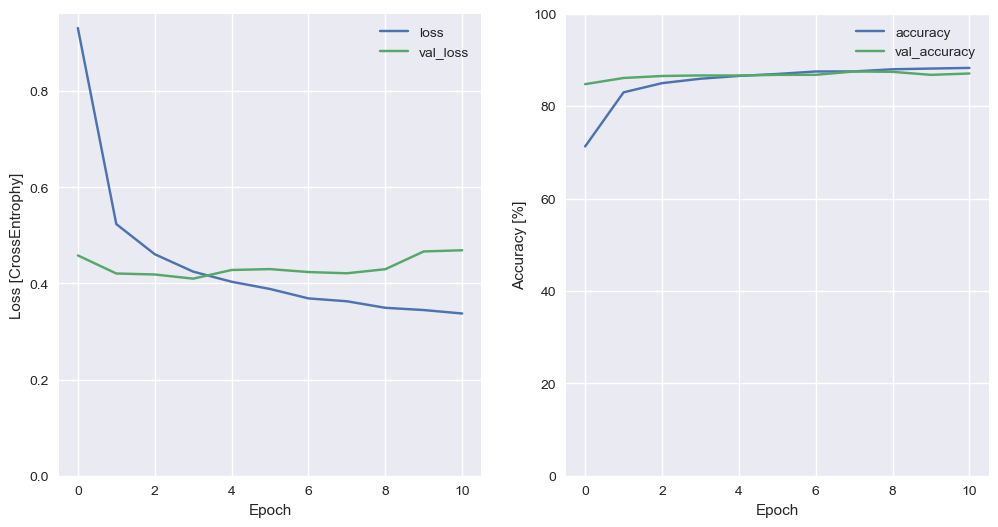 loss
val_loss
0.8
0.6
0.4
0.2
0.0
0 2 4 6 8 10
Epoch
Loss [CrossEntrophy]
accuracy
val_accuracy
100
80
60
40
20
0
0 2 4 6 8 10
Epoch
Accuracy [%]